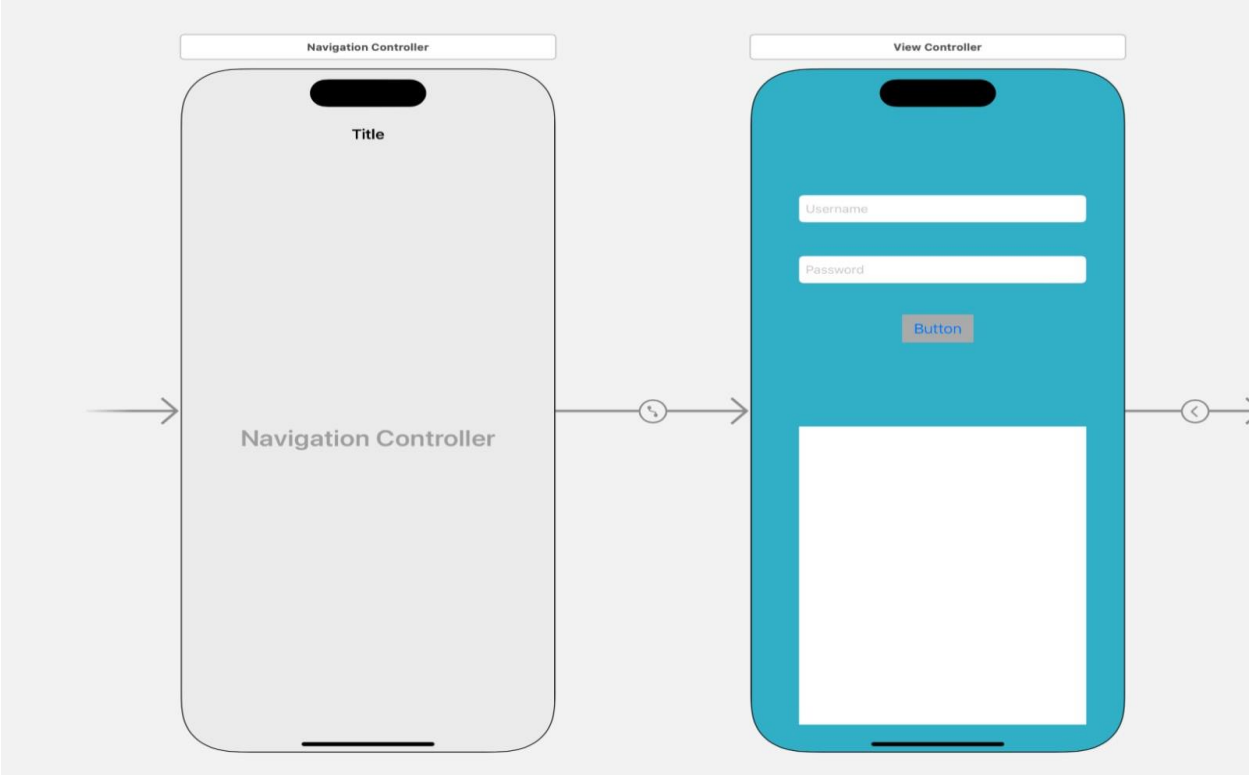 Navigation Controller
Title
Navigation Controller
View Controller
Username
Password
Button